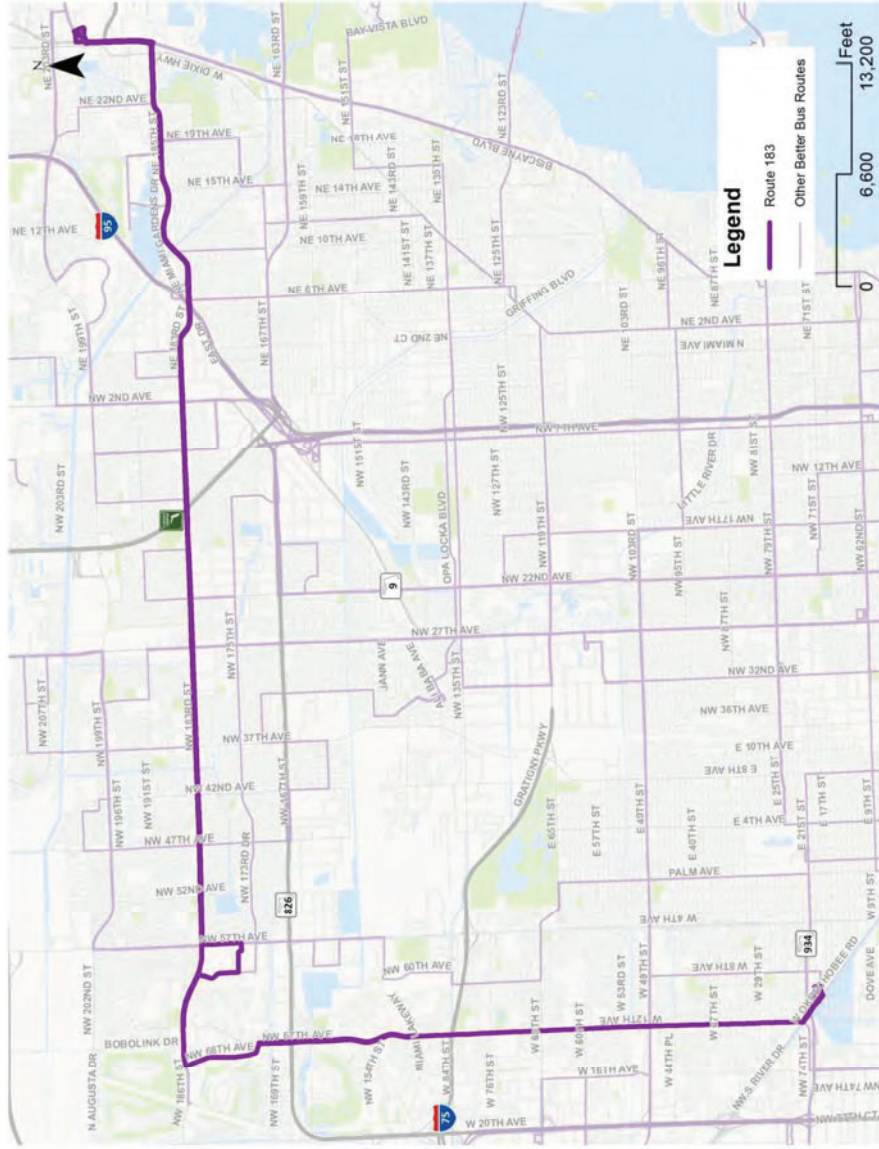 NE 203RD ST
N
NE 163RD ST
BAY VISTA BLVD
W DIXIE HWY
NE 22ND AVE
NE 151ST ST
NE 185TH ST
NE 19TH AVE
NE 123RD ST
NE 15TH AVE
NE 159TH ST
NE 14TH AVE
NE 143RD ST
NE 135TH ST
BISCAYNE BLVD
NE MIAMI GARDENS DR
NE 12TH AVE
95
NE 10TH AVE
NE 141ST ST
NE 137TH ST
NE 125TH ST
NE 96TH ST
NE 87TH ST
NE 6TH AVE
GRIFFING BLVD
NE 199TH ST
NE 183RD ST
EAST DR
NE 167TH ST
NE 2ND CT
NE 103RD ST
NE 2ND AVE
NE 71ST ST
N MIAMI AVE
NW 2ND AVE
NW 125TH ST
NW 7TH AVE
NW 151ST ST
NW 81ST ST
NW 203RD ST
NW 143RD ST
NW 127TH ST
LITTLE RIVER DR
NW 12TH AVE
NW 71ST ST
OPA LOCKA BLVD
NW 119TH ST
NW 17TH AVE
NW 103RD ST
NW 95TH ST
NW 79TH ST
NW 62ND ST
9
NW 22ND AVE
NW 207TH ST
NW 175TH ST
NW 27TH AVE
JANN AVE
ALI BABA AVE
NW 135TH ST
NW 87TH ST
NW 32ND AVE
NW 199TH ST
NW 183RD ST
NW 37TH AVE
NW 36TH AVE
NW 196TH ST
NW 191ST ST
NW 42ND AVE
NW 167TH ST
GRATIGNY PKWY
E 10TH AVE
E 8TH AVE
E 65TH ST
E 57TH ST
E 49TH ST
E 40TH ST
E 25TH ST
E 4TH AVE
E 21ST ST
E 17TH ST
E 9TH ST
NW 47TH AVE
NW 173RD DR
NW 52ND AVE
826
PALM AVE
W 4TH AVE
W 9TH ST
NW 57TH AVE
NW 202ND ST
NW 60TH AVE
W 53RD ST
W 49TH ST
W 8TH AVE
W 29TH ST
934
W OKEECHOBEE RD
DOVE AVE
BOBOLINK DR
NW 67TH AVE
NW 68TH AVE
NW 154TH ST
W 84TH ST
W 68TH ST
W 60TH ST
W 12TH AVE
W 37TH ST
N AUGUSTA DR
NW 186TH ST
NW 169TH ST
W 76TH ST
W 16TH AVE
W 44TH PL
NW S. RIVER DR
NW 74TH ST
NW 74TH AVE
75
W 20TH AVE
Legend
Route 183
Other Better Bus Routes
0 6,600 13,200
Feet